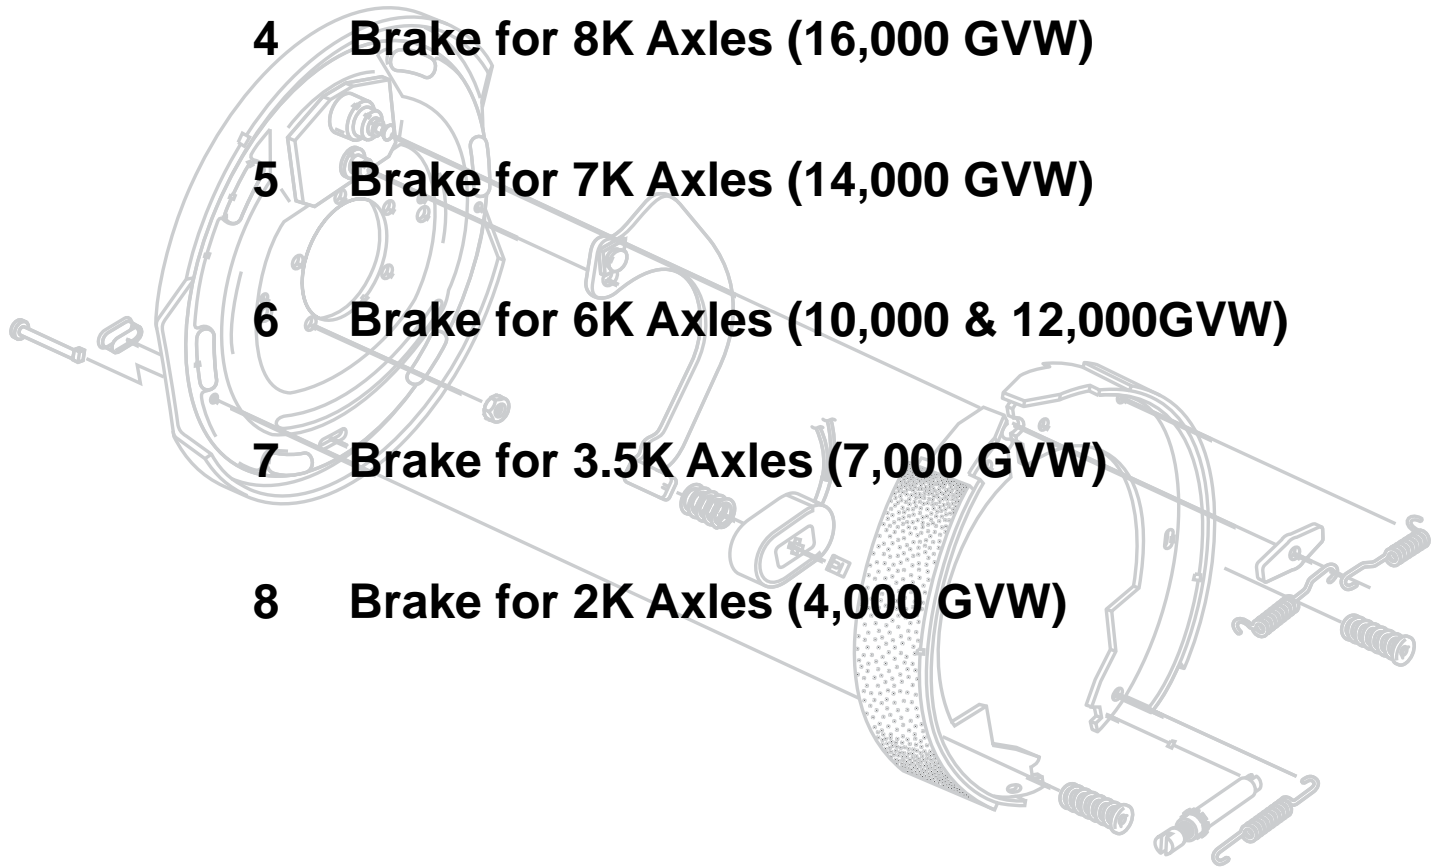 4 Brake for 8K Axles (16,000 GVW)
5 Brake for 7K Axles (14,000 GVW)
6 Brake for 6K Axles (10,000 & 12,000GVW)
7 Brake for 3.5K Axles (7,000 GVW)
8 Brake for 2K Axles (4,000 GVW)